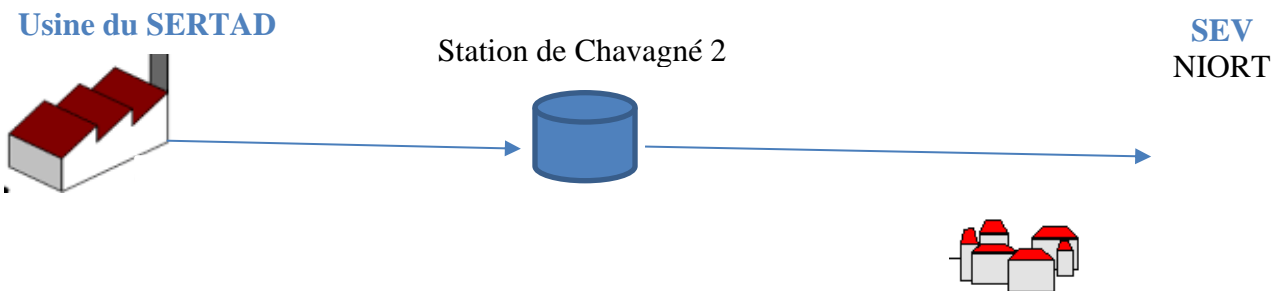 Usine du SERTAD
Station de Chavagné 2
SEV
NIORT